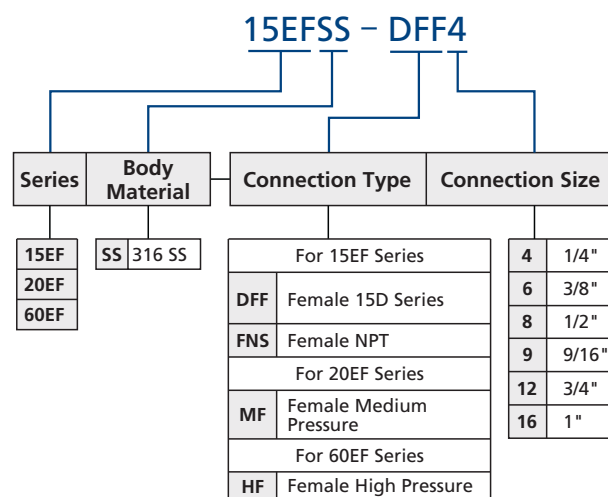 15EFSS – DFF4
Series
Body
Material
Connection Type
Connection Size
15EF
20EF
60EF
SS 316 SS
For 15EF Series
DFF Female 15D Series
FNS Female NPT
For 20EF Series
MF Female Medium
Pressure
For 60EF Series
HF Female High Pressure
4 1/4"
6 3/8"
8 1/2"
9 9/16"
12 3/4"
16 1"